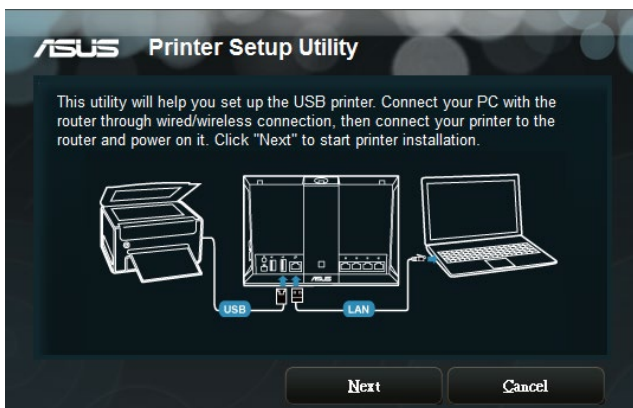 ASUS Printer Setup Utility
This utility will help you set up the USB printer. Connect your PC with the
router through wired/wireless connection, then connect your printer to the
router and power on it. Click "Next" to start printer installation.
ASUS
USB
LAN
Next Cancel